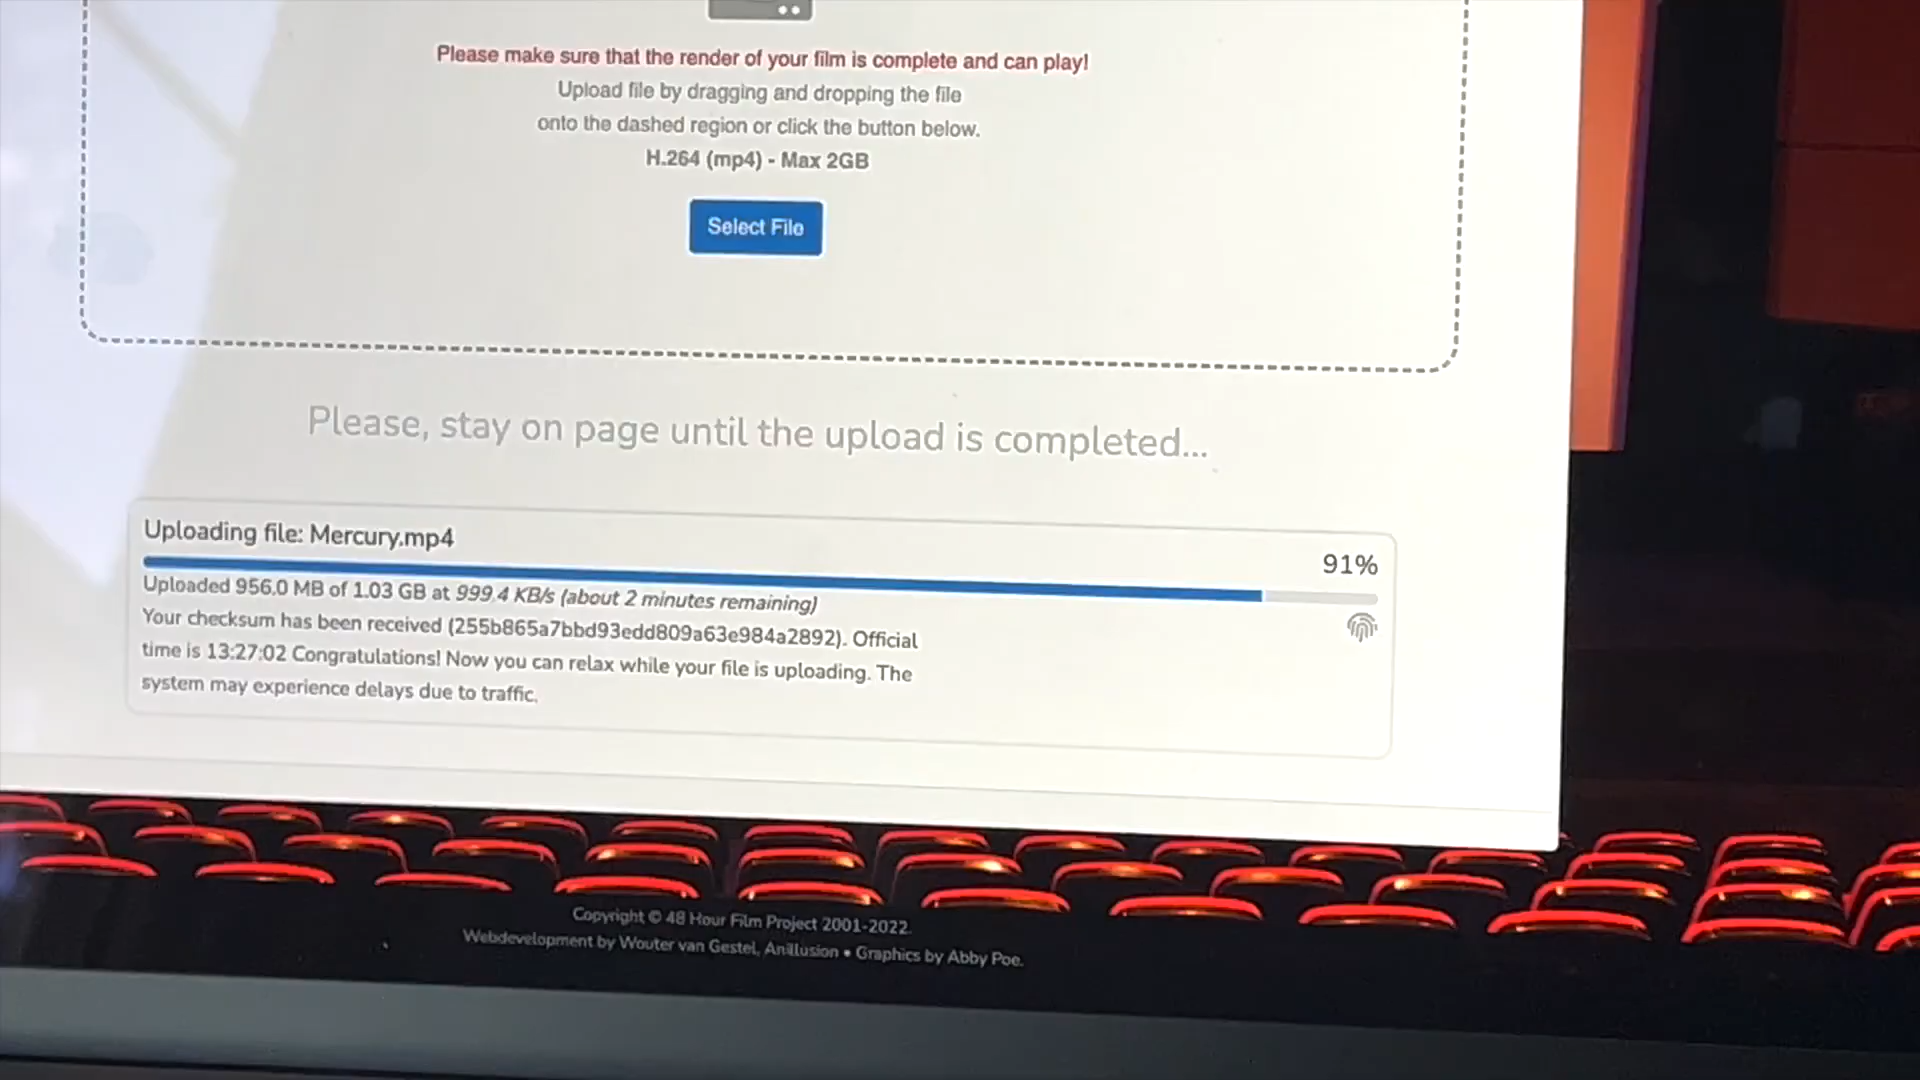 Please make sure that the render of your film is complete and can play!
Upload file by dragging and dropping the file
onto the dashed region or click the button below.
H.264 (mp4) - Max 2GB
Select File
Please, stay on page until the upload is completed...
Uploading file: Mercury.mp4
91%
Uploaded 956.0 MB of 1.03 GB at 999.4 KB/s (about 2 minutes remaining)
Your checksum has been received (255b865a7bbd93edd809a63e984a2892). Official
time is 13:27:02 Congratulations! Now you can relax while your file is uploading. The
system may experience delays due to traffic.
Copyright © 48 Hour Film Project 2001-2022.
Webdevelopment by Wouter van Gestel, Anillusion • Graphics by Abby Poe.